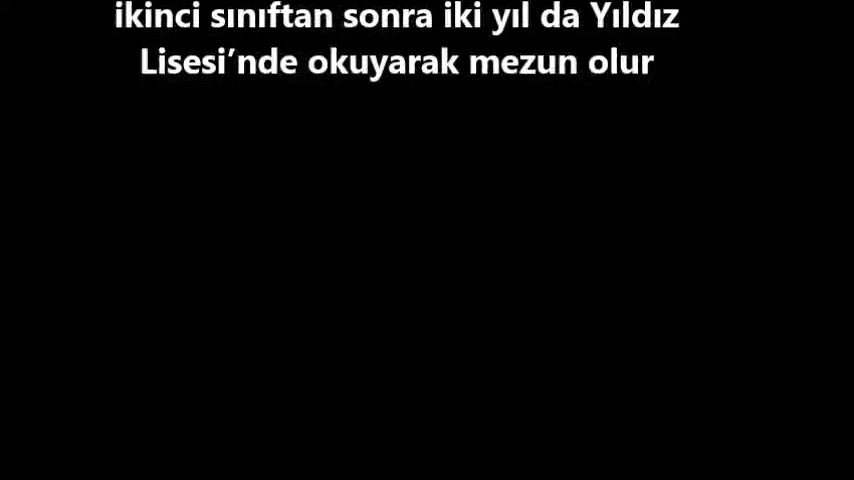 ikinci sınıftan sonra iki yıl da Yıldız
Lisesi’nde okuyarak mezun olur